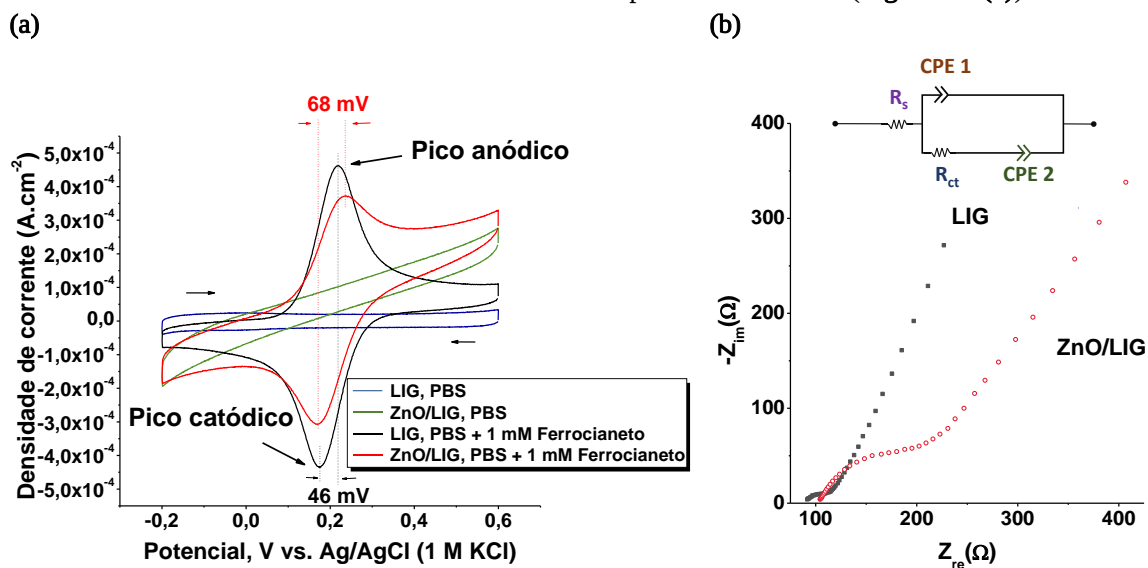 (a)
68 mV
Pico anódico
5,0x10⁻⁴
4,0x10⁻⁴
3,0x10⁻⁴
2,0x10⁻⁴
1,0x10⁻⁴
0,0
-1,0x10⁻⁴
-2,0x10⁻⁴
-3,0x10⁻⁴
-4,0x10⁻⁴
-5,0x10⁻⁴
Densidade de corrente (A.cm⁻²)
Pico catódico
LIG, PBS
ZnO/LIG, PBS
LIG, PBS + 1 mM Ferrocianeto
ZnO/LIG, PBS + 1 mM Ferrocianeto
46 mV
-0,2 0,0 0,2 0,4 0,6
Potencial, V vs. Ag/AgCl (1 M KCl)
(b)
CPE 1
Rs
Rct
CPE 2
LIG
ZnO/LIG
400
300
200
100
0
-Zim(Ω)
100 200 300 400
Zre(Ω)